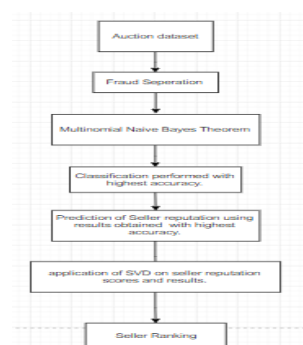 Auction dataset
Fraud Seperation
Multinomial Naive Bayes Theorem
Classification performed with
highest accuracy.
Prediction of Seller reputation using
results obtained with highest
accuracy.
application of SVD on seller reputation
scores and results.
Seller Ranking